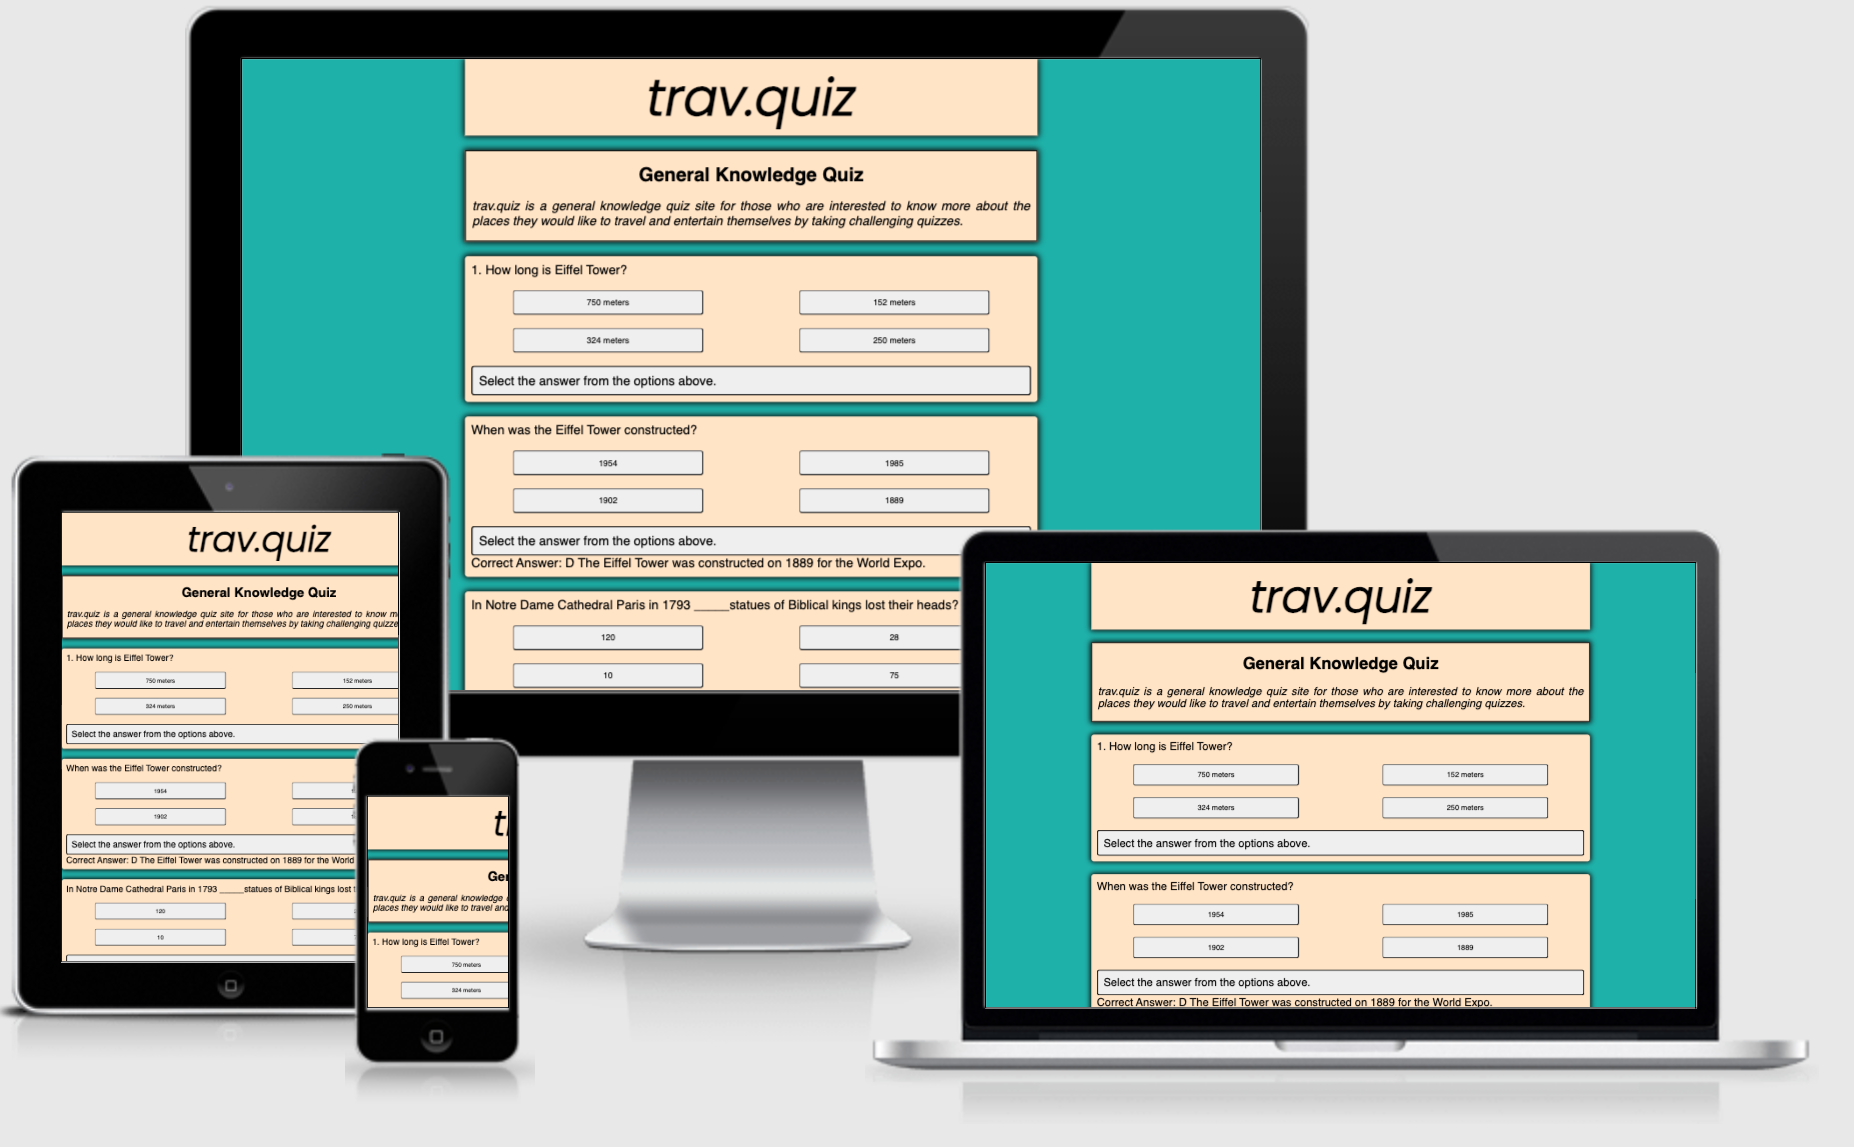 trav.quiz
General Knowledge Quiz
trav.quiz is a general knowledge quiz site for those who are interested to know more about the
places they would like to travel and entertain themselves by taking challenging quizzes.
1. How long is Eiffel Tower?
750 meters
152 meters
324 meters
250 meters
Select the answer from the options above.
When was the Eiffel Tower constructed?
1954
1985
1902
1889
Select the answer from the options above.
Correct Answer: D The Eiffel Tower was constructed on 1889 for the World Expo.
In Notre Dame Cathedral Paris in 1793 _____statues of Biblical kings lost their heads?
120
28
10
75
trav.quiz
General Knowledge Quiz
trav.quiz is a general knowledge quiz site for those who are interested to know
places they would like to travel and entertain themselves by taking challenging
1. How long is Eiffel Tower?
750 meters
152 meters
324 meters
250 meters
Select the answer from the options above.
When was the Eiffel Tower constructed?
1954
1902
Select the answer from the options above.
Correct Answer: D The Eiffel Tower was constructed on 1889 for the World
In Notre Dame Cathedral Paris in 1793 _____statues of Biblical kings lost
120
10
trav.quiz is a general knowledge
places they would like to travel and
1. How long is Eiffel Tower?
750 meters
324 meters
trav.quiz
General Knowledge Quiz
trav.quiz is a general knowledge quiz site for those who are interested to know more about the
places they would like to travel and entertain themselves by taking challenging quizzes.
1. How long is Eiffel Tower?
750 meters
152 meters
324 meters
250 meters
Select the answer from the options above.
When was the Eiffel Tower constructed?
1954
1985
1902
1889
Select the answer from the options above.
Correct Answer: D The Eiffel Tower was constructed on 1889 for the World Expo.